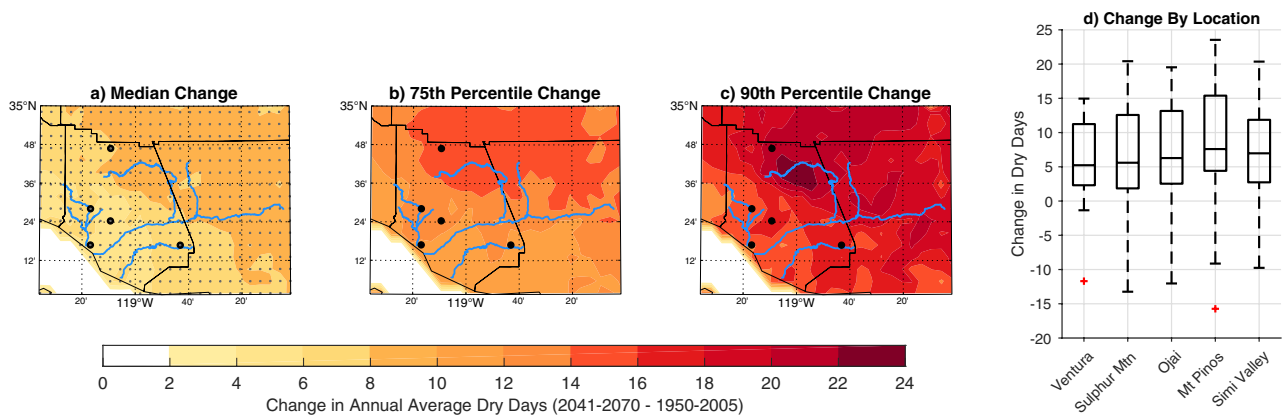 a) Median Change
35°N
48'
36'
24'
12'
20' 119°W 40' 20'
b) 75th Percentile Change
35°N
48'
36'
24'
12'
20' 119°W 40' 20'
c) 90th Percentile Change
35°N
48'
36'
24'
12'
20' 119°W 40' 20'
0 2 4 6 8 10 12 14 16 18 20 22 24
Change in Annual Average Dry Days (2041-2070 - 1950-2005)
d) Change By Location
Change in Dry Days
25
20
15
10
5
0
-5
-10
-15
-20
Ventura
Sulphur Mtn
Ojai
Mt Pinos
Simi Valley